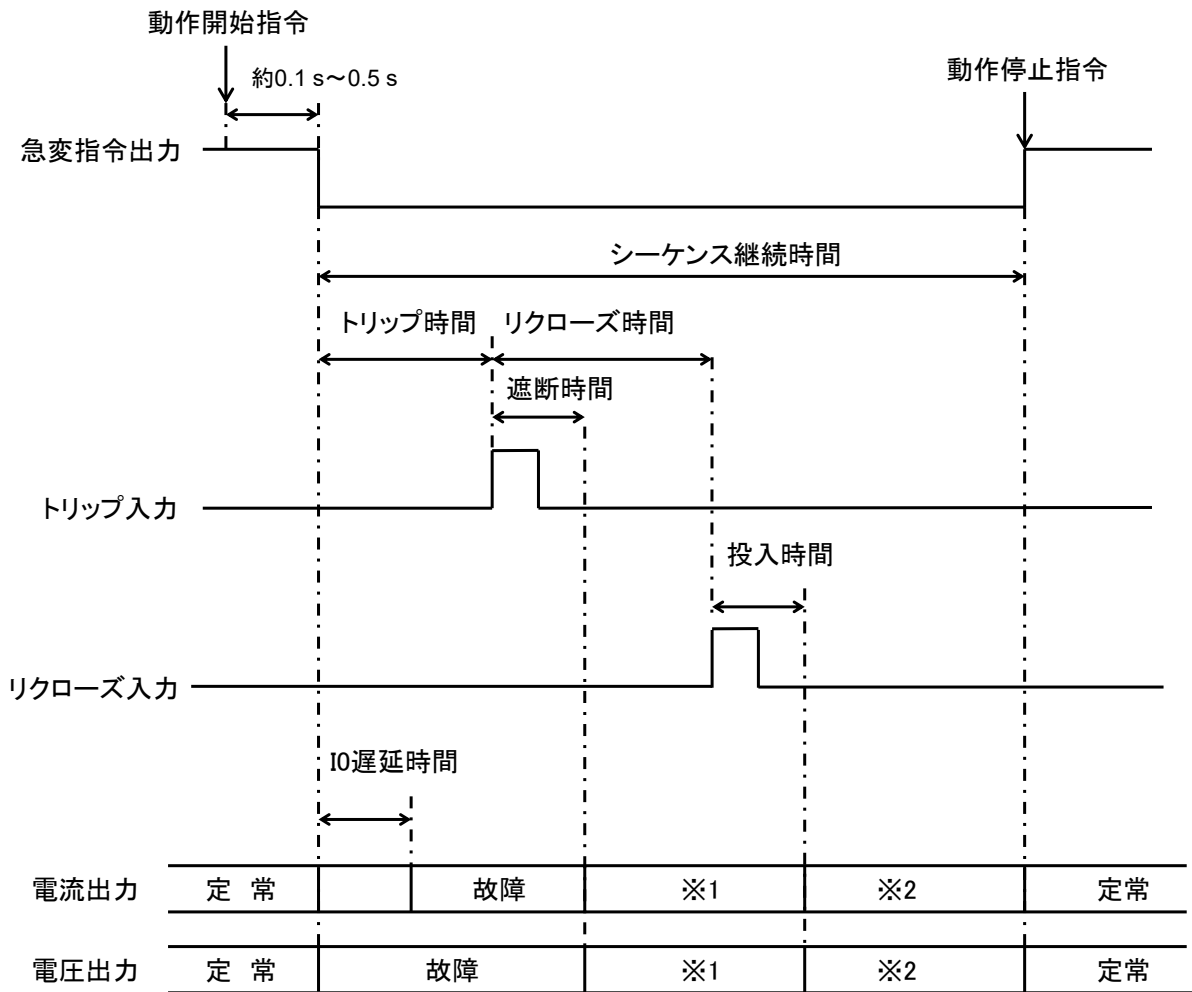 動作開始指令
約0.1 s～0.5 s
動作停止指令
急変指令出力
シーケンス継続時間
トリップ時間
リクローズ時間
遮断時間
トリップ入力
投入時間
リクローズ入力
I0遅延時間
電流出力 定 常 故障 ※1 ※2 定常
電圧出力 定 常 故障 ※1 ※2 定常